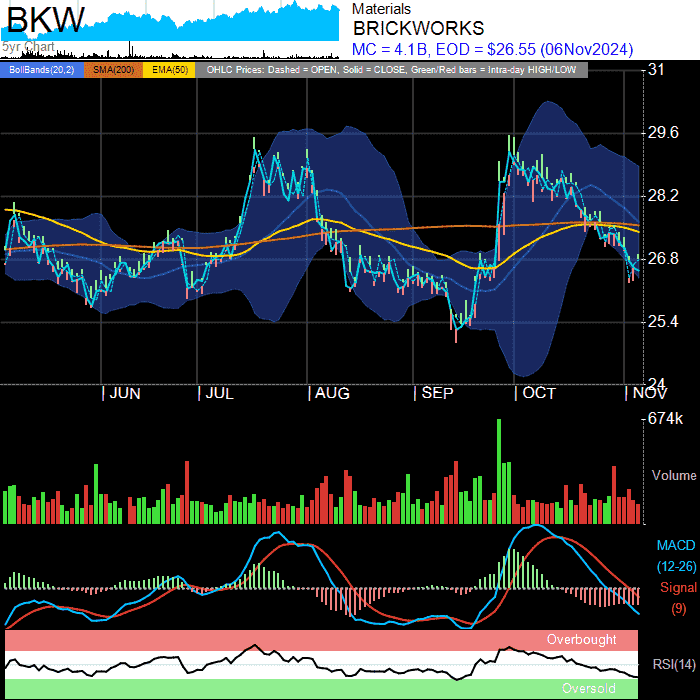 BKW
5yr Chart
Materials
BRICKWORKS
MC = 4.1B, EOD = $26.55 (06Nov2024)
BollBands(20,2) SMA(200) EMA(50) OHLC Prices: Dashed = OPEN, Solid = CLOSE, Green/Red bars = Intra-day HIGH/LOW
31
29.6
28.2
26.8
25.4
24
| JUN | JUL | AUG | SEP | OCT | NOV
674k
Volume
MACD
(12-26)
Signal
(9)
Overbought
RSI(14)
Oversold